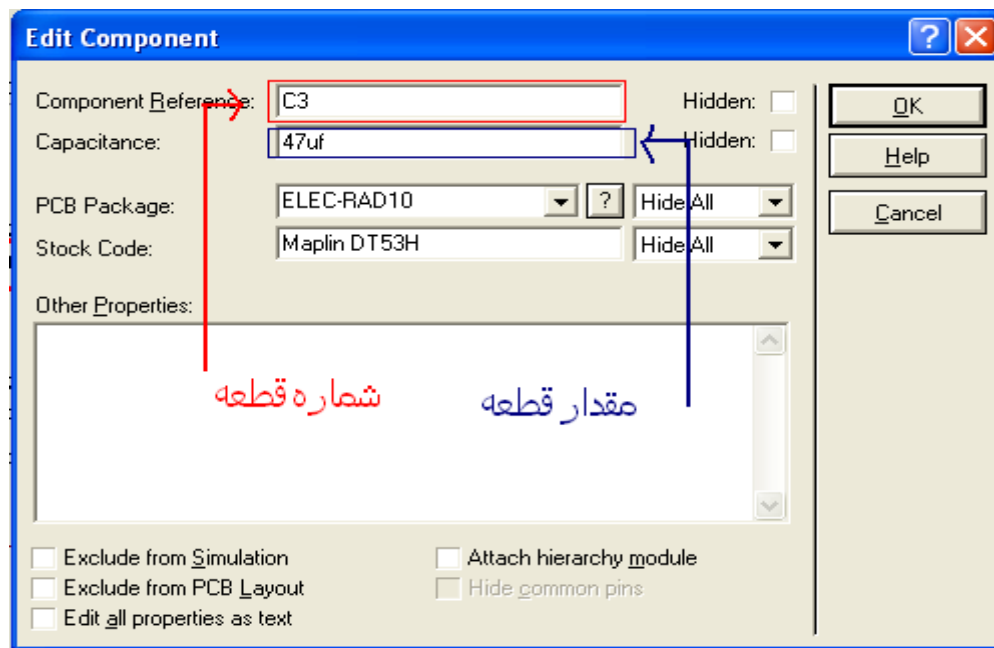 Edit Component
Component Reference: C3 Hidden: OK
Capacitance: 47uf Hidden: Help
PCB Package: ELEC-RAD10 ? Hide All Cancel
Stock Code: Maplin DT53H Hide All
Other Properties:
شماره قطعه
مقدار قطعه
Exclude from Simulation Attach hierarchy module
Exclude from PCB Layout Hide common pins
Edit all properties as text